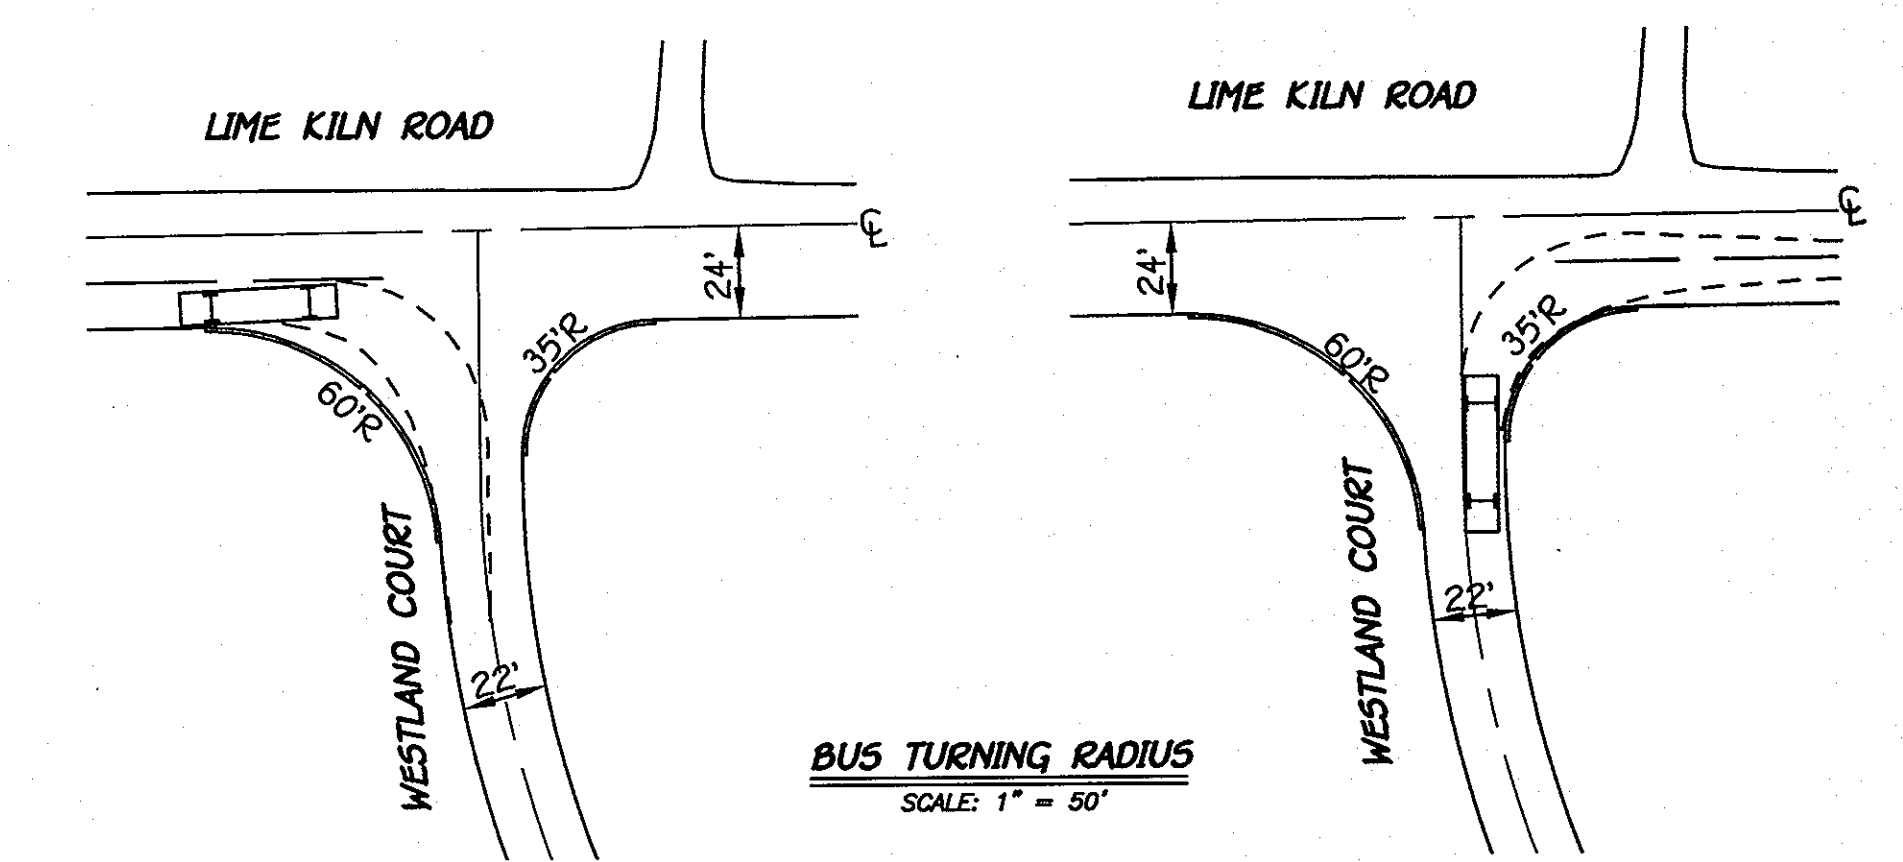 LIME KILN ROAD
℄
24'
35'R
60'R
WESTLAND COURT
22'
LIME KILN ROAD
℄
24'
35'R
60'R
WESTLAND COURT
22'
BUS TURNING RADIUS
SCALE: 1" = 50'